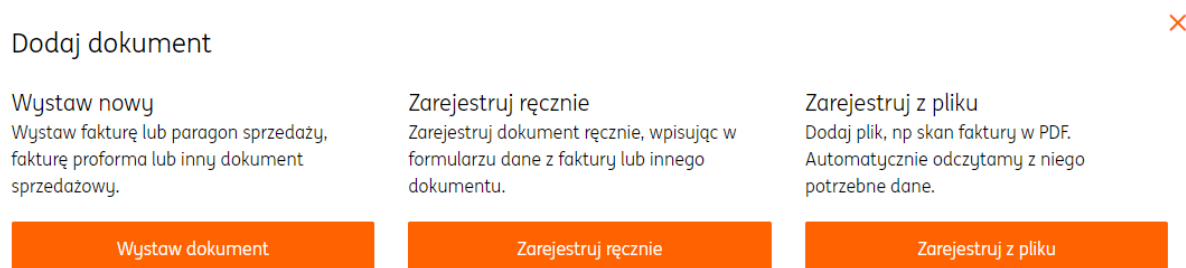 Dodaj dokument
Wystaw nowy
Wystaw fakturę lub paragon sprzedaży,
fakturę proforma lub inny dokument
sprzedażowy.
Wystaw dokument
Zarejestruj ręcznie
Zarejestruj dokument ręcznie, wpisując w
formularzu dane z faktury lub innego
dokumentu.
Zarejestruj ręcznie
Zarejestruj z pliku
Dodaj plik, np skan faktury w PDF.
Automatycznie odczytamy z niego
potrzebne dane.
Zarejestruj z pliku